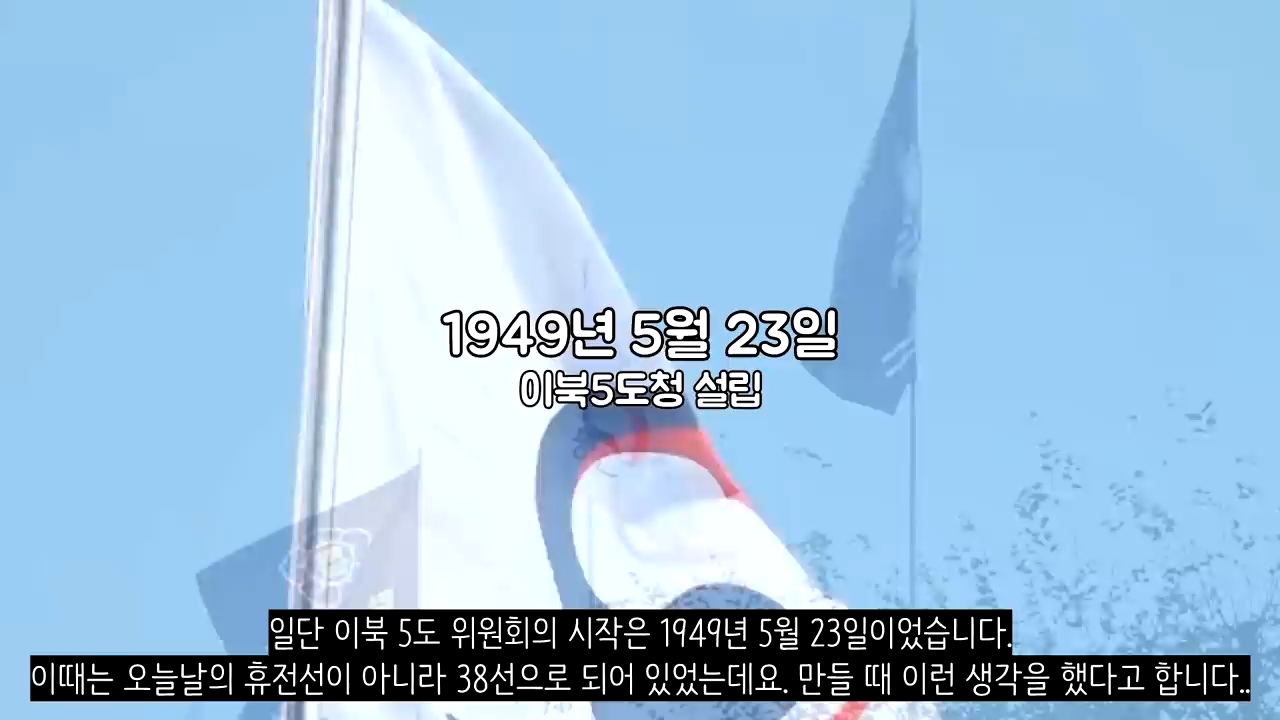 1949년 5월 23일
이북5도청 설립
일단 이북 5도 위원회의 시작은 1949년 5월 23일이었습니다.
이때는 오늘날의 휴전선이 아니라 38선으로 되어 있었는데요. 만들 때 이런 생각을 했다고 합니다..